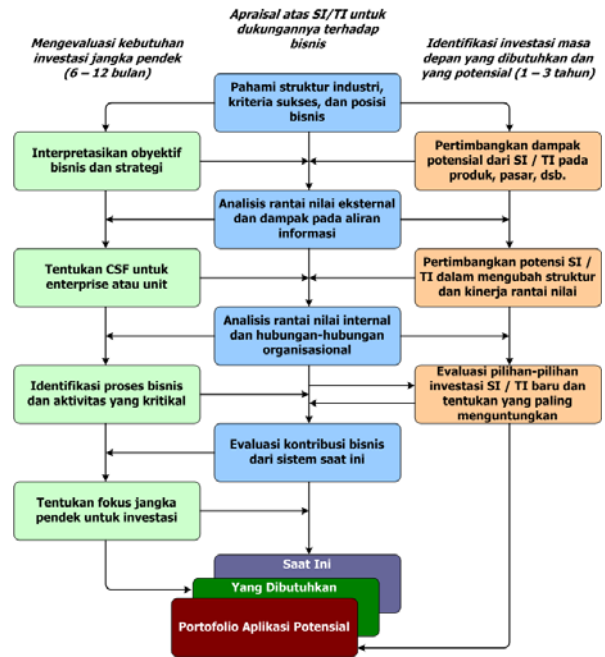 Mengevaluasi kebutuhan
investasi jangka pendek
(6 – 12 bulan)
Apraisal atas SI/TI untuk
dukungannya terhadap
bisnis
Identifikasi investasi masa
depan yang dibutuhkan dan
yang potensial (1 – 3 tahun)
Pahami struktur industri,
kriteria sukses, dan posisi
bisnis
Interpretasikan obyektif
bisnis dan strategi
Pertimbangkan dampak
potensial dari SI / TI pada
produk, pasar, dsb.
Analisis rantai nilai eksternal
dan dampak pada aliran
informasi
Tentukan CSF untuk
enterprise atau unit
Pertimbangkan potensi SI /
TI dalam mengubah struktur
dan kinerja rantai nilai
Analisis rantai nilai internal
dan hubungan-hubungan
organisasional
Identifikasi proses bisnis
dan aktivitas yang kritikal
Evaluasi pilihan-pilihan
investasi SI / TI baru dan
tentukan yang paling
menguntungkan
Evaluasi kontribusi bisnis
dari sistem saat ini
Tentukan fokus jangka
pendek untuk investasi
Saat Ini
Yang Dibutuhkan
Portofolio Aplikasi Potensial